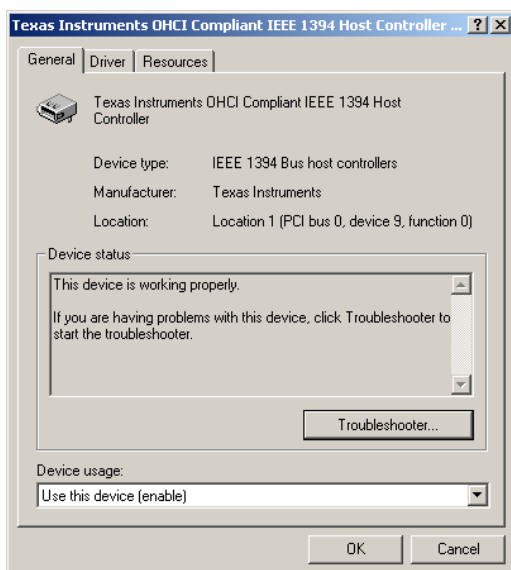 Texas Instruments OHCI Compliant IEEE 1394 Host Controller ...
General Driver Resources
Texas Instruments OHCI Compliant IEEE 1394 Host
Controller
Device type: IEEE 1394 Bus host controllers
Manufacturer: Texas Instruments
Location: Location 1 (PCI bus 0, device 9, function 0)
Device status
This device is working properly.
If you are having problems with this device, click Troubleshooter to
start the troubleshooter.
Troubleshooter...
Device usage:
Use this device (enable)
OK Cancel